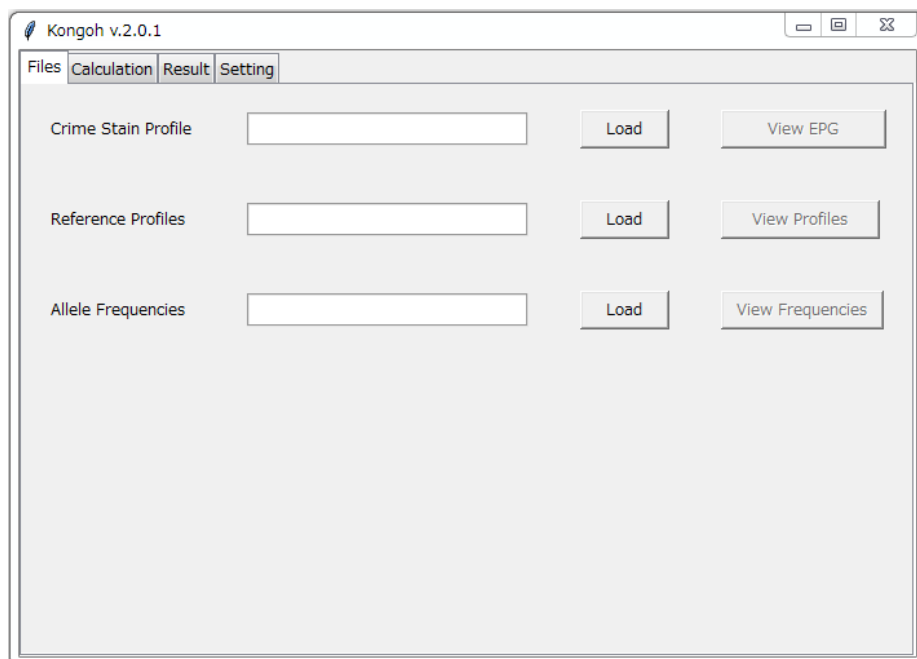 Kongoh v.2.0.1
Files Calculation Result Setting
Crime Stain Profile Load View EPG
Reference Profiles Load View Profiles
Allele Frequencies Load View Frequencies